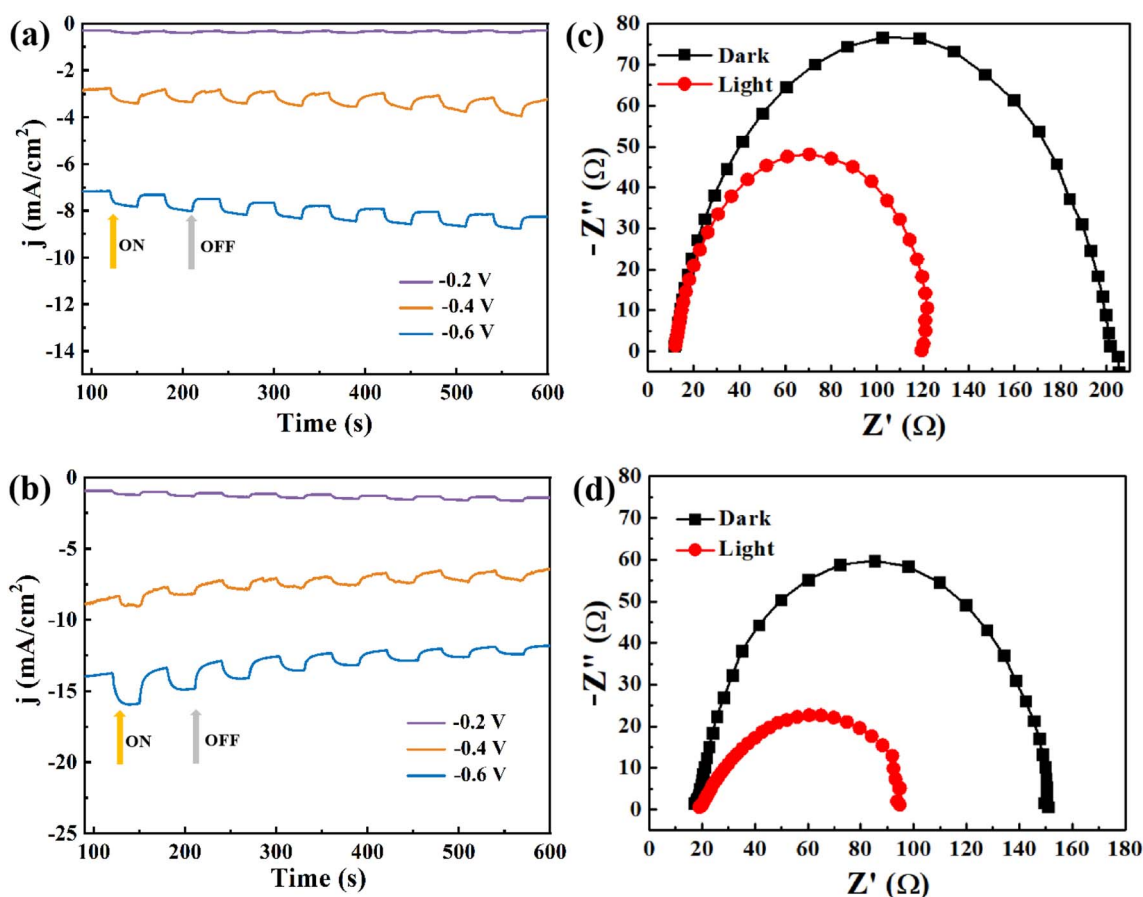 (a)
j (mA/cm²)
0
-2
-4
-6
-8
-10
-12
-14
ON
OFF
-0.2 V
-0.4 V
-0.6 V
100 200 300 400 500 600
Time (s)
(c)
-Z" (Ω)
80
70
60
50
40
30
20
10
0
Dark
Light
0 20 40 60 80 100 120 140 160 180 200
Z' (Ω)
(b)
j (mA/cm²)
0
-5
-10
-15
-20
-25
ON
OFF
-0.2 V
-0.4 V
-0.6 V
100 200 300 400 500 600
Time (s)
(d)
-Z" (Ω)
80
70
60
50
40
30
20
10
0
Dark
Light
0 20 40 60 80 100 120 140 160 180
Z' (Ω)